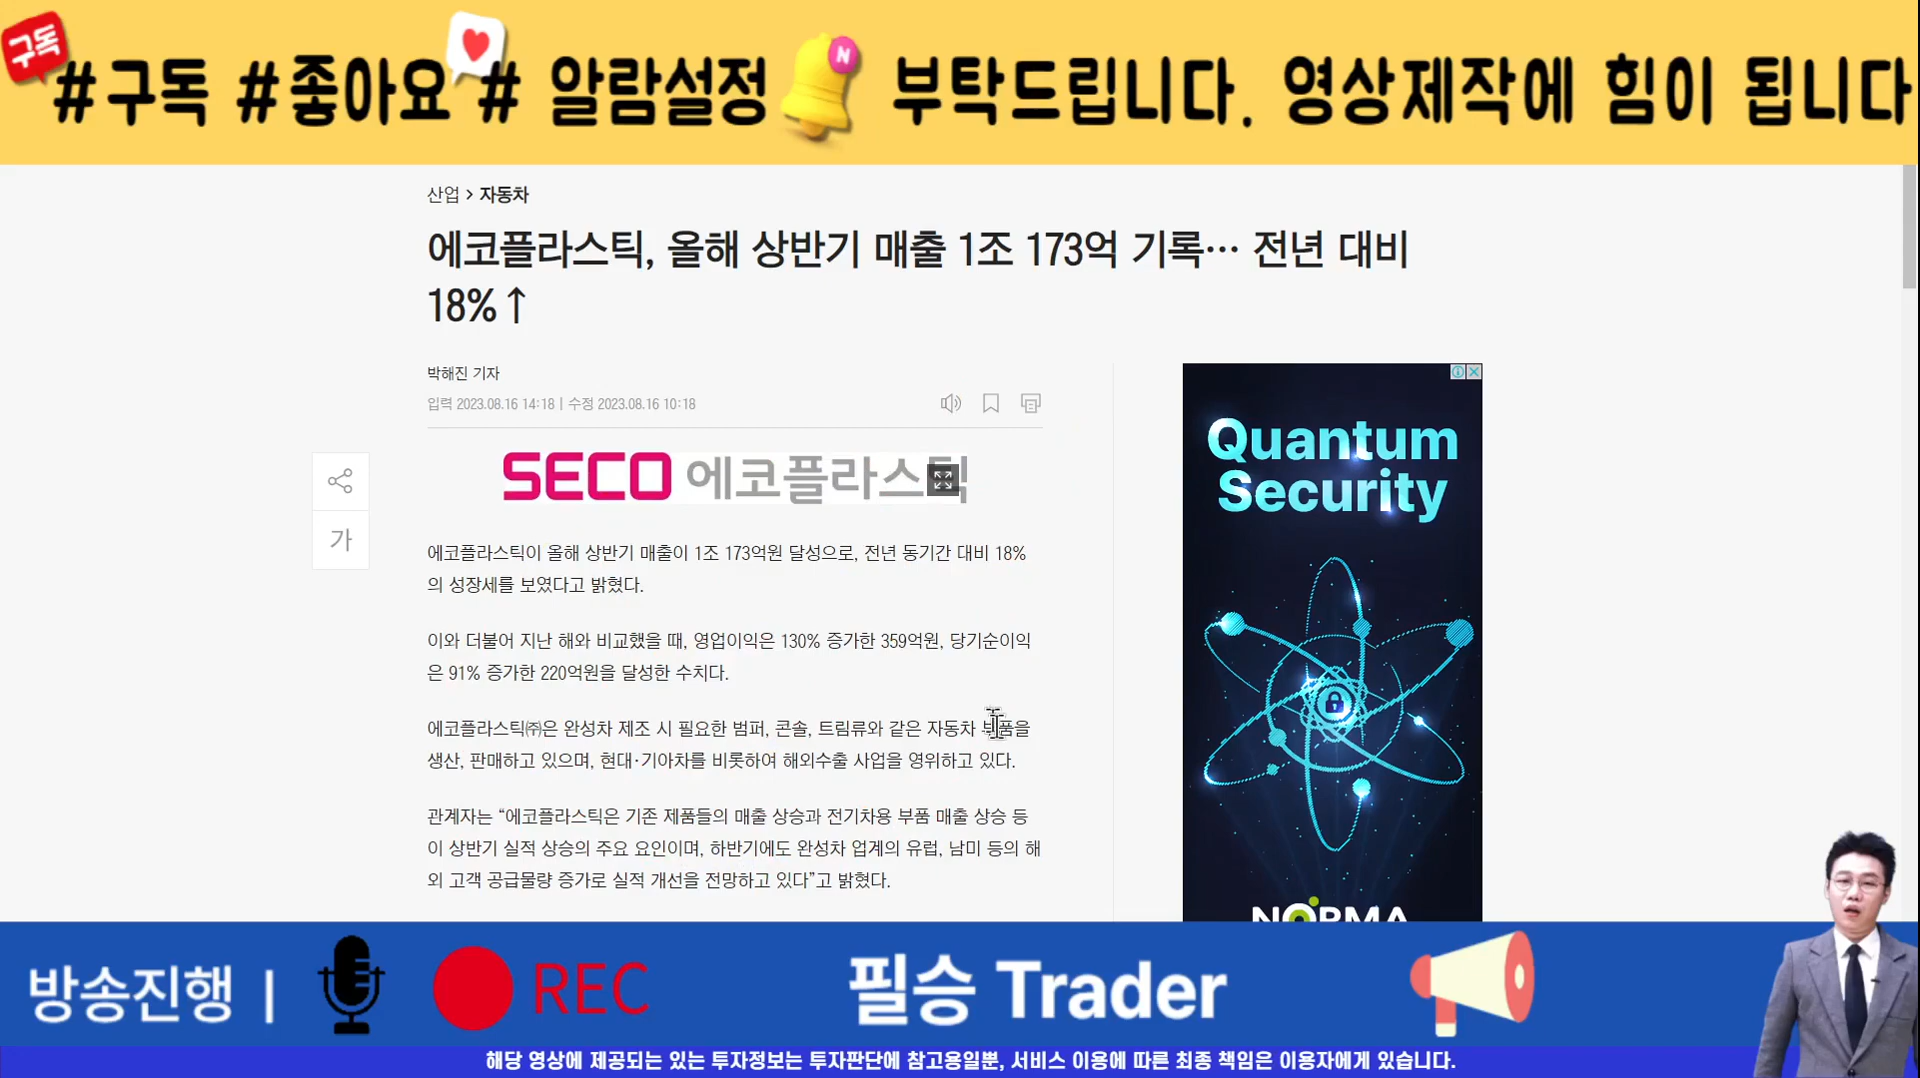 구독
#구독 #좋아요 # 알람설정 N 부탁드립니다. 영상제작에 힘이 됩니다
산업 > 자동차
에코플라스틱, 올해 상반기 매출 1조 173억 기록… 전년 대비
18%↑
박해진 기자
입력 2023.08.16 14:18 | 수정 2023.08.16 10:18
SECO 에코플라스틱
가
에코플라스틱이 올해 상반기 매출이 1조 173억원 달성으로, 전년 동기간 대비 18%
의 성장세를 보였다고 밝혔다.
이와 더불어 지난 해와 비교했을 때, 영업이익은 130% 증가한 359억원, 당기순이익
은 91% 증가한 220억원을 달성한 수치다.
에코플라스틱㈜은 완성차 제조 시 필요한 범퍼, 콘솔, 트림류와 같은 자동차 부품을
생산, 판매하고 있으며, 현대·기아차를 비롯하여 해외수출 사업을 영위하고 있다.
관계자는 “에코플라스틱은 기존 제품들의 매출 상승과 전기차용 부품 매출 상승 등
이 상반기 실적 상승의 주요 요인이며, 하반기에도 완성차 업계의 유럽, 남미 등의 해
외 고객 공급물량 증가로 실적 개선을 전망하고 있다”고 밝혔다.
Quantum
Security
NORMA
방송진행 | REC 필승 Trader
해당 영상에 제공되는 있는 투자정보는 투자판단에 참고용일뿐, 서비스 이용에 따른 최종 책임은 이용자에게 있습니다.